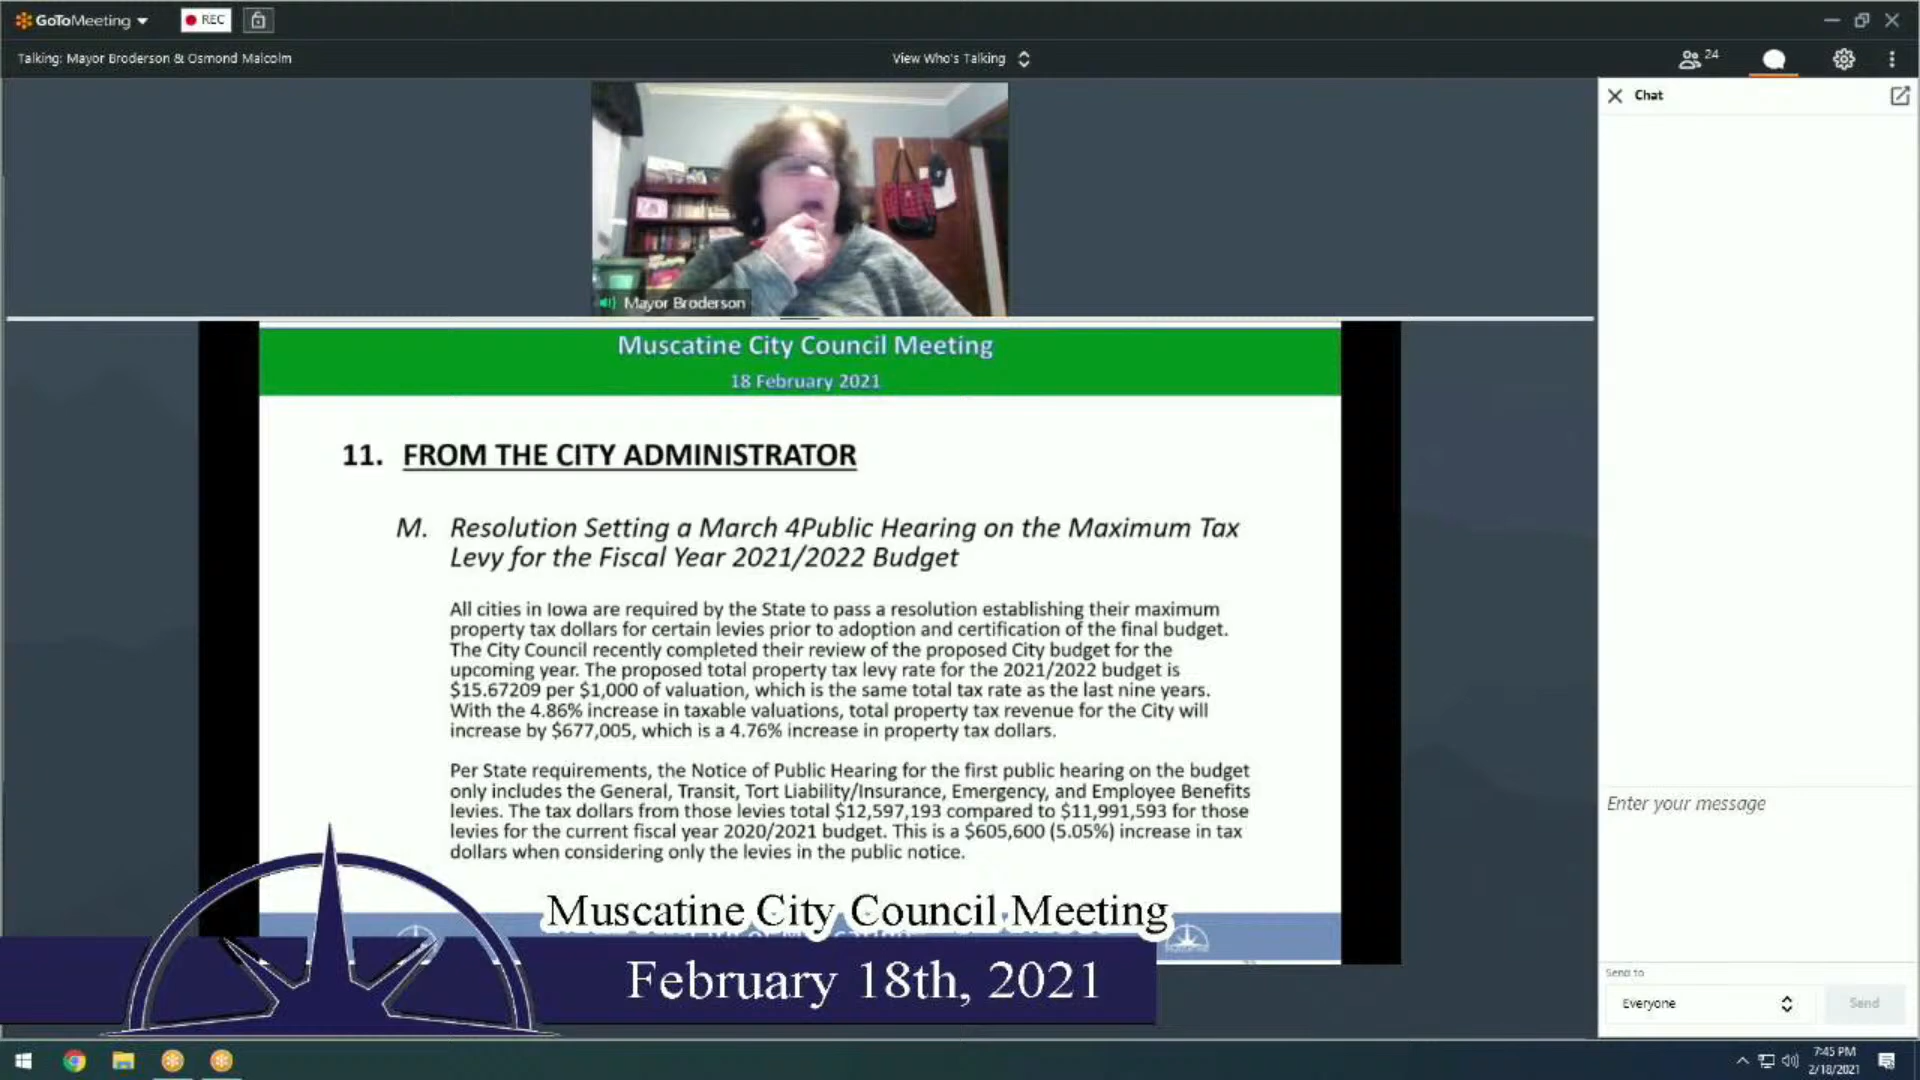 GoToMeeting
REC
Talking: Mayor Broderson & Osmond Malcolm
View Who's Talking
24
Chat
Mayor Broderson
Muscatine City Council Meeting
18 February 2021
11. FROM THE CITY ADMINISTRATOR
M. Resolution Setting a March 4Public Hearing on the Maximum Tax
Levy for the Fiscal Year 2021/2022 Budget
All cities in Iowa are required by the State to pass a resolution establishing their maximum
property tax dollars for certain levies prior to adoption and certification of the final budget.
The City Council recently completed their review of the proposed City budget for the
upcoming year. The proposed total property tax levy rate for the 2021/2022 budget is
$15.67209 per $1,000 of valuation, which is the same total tax rate as the last nine years.
With the 4.86% increase in taxable valuations, total property tax revenue for the City will
increase by $677,005, which is a 4.76% increase in property tax dollars.
Per State requirements, the Notice of Public Hearing for the first public hearing on the budget
only includes the General, Transit, Tort Liability/Insurance, Emergency, and Employee Benefits
levies. The tax dollars from those levies total $12,597,193 compared to $11,991,593 for those
levies for the current fiscal year 2020/2021 budget. This is a $605,600 (5.05%) increase in tax
dollars when considering only the levies in the public notice.
Muscatine City Council Meeting
February 18th, 2021
Enter your message
Send to
Everyone
Send
7:45 PM
2/18/2021